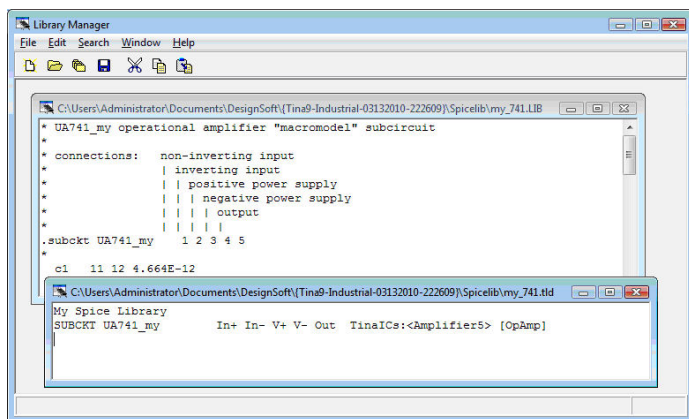 Library Manager
File Edit Search Window Help
C:\Users\Administrator\Documents\DesignSoft\{Tina9-Industrial-03132010-222609}\Spicelib\my_741.LIB
* UA741_my operational amplifier "macromodel" subcircuit
*
* connections:   non-inverting input
*                | inverting input
*                | | positive power supply
*                | | | negative power supply
*                | | | | output
*                | | | | |
.subckt UA741_my    1 2 3 4 5
*
  c1   11 12 4.664E-12
C:\Users\Administrator\Documents\DesignSoft\{Tina9-Industrial-03132010-222609}\Spicelib\my_741.tld
My Spice Library
SUBCKT UA741_my       In+ In- V+ V- Out  TinaICs:<Amplifier5> [OpAmp]